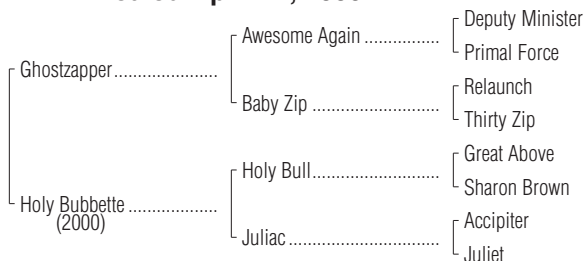 Deputy Minister
Awesome Again ..................
Primal Force
Ghostzapper.........................
Relaunch
Baby Zip ..............................
Thirty Zip
Great Above
Holy Bull..............................
Sharon Brown
Holy Bubbette .....................
(2000)
Accipiter
Juliac ...................................
Juliet